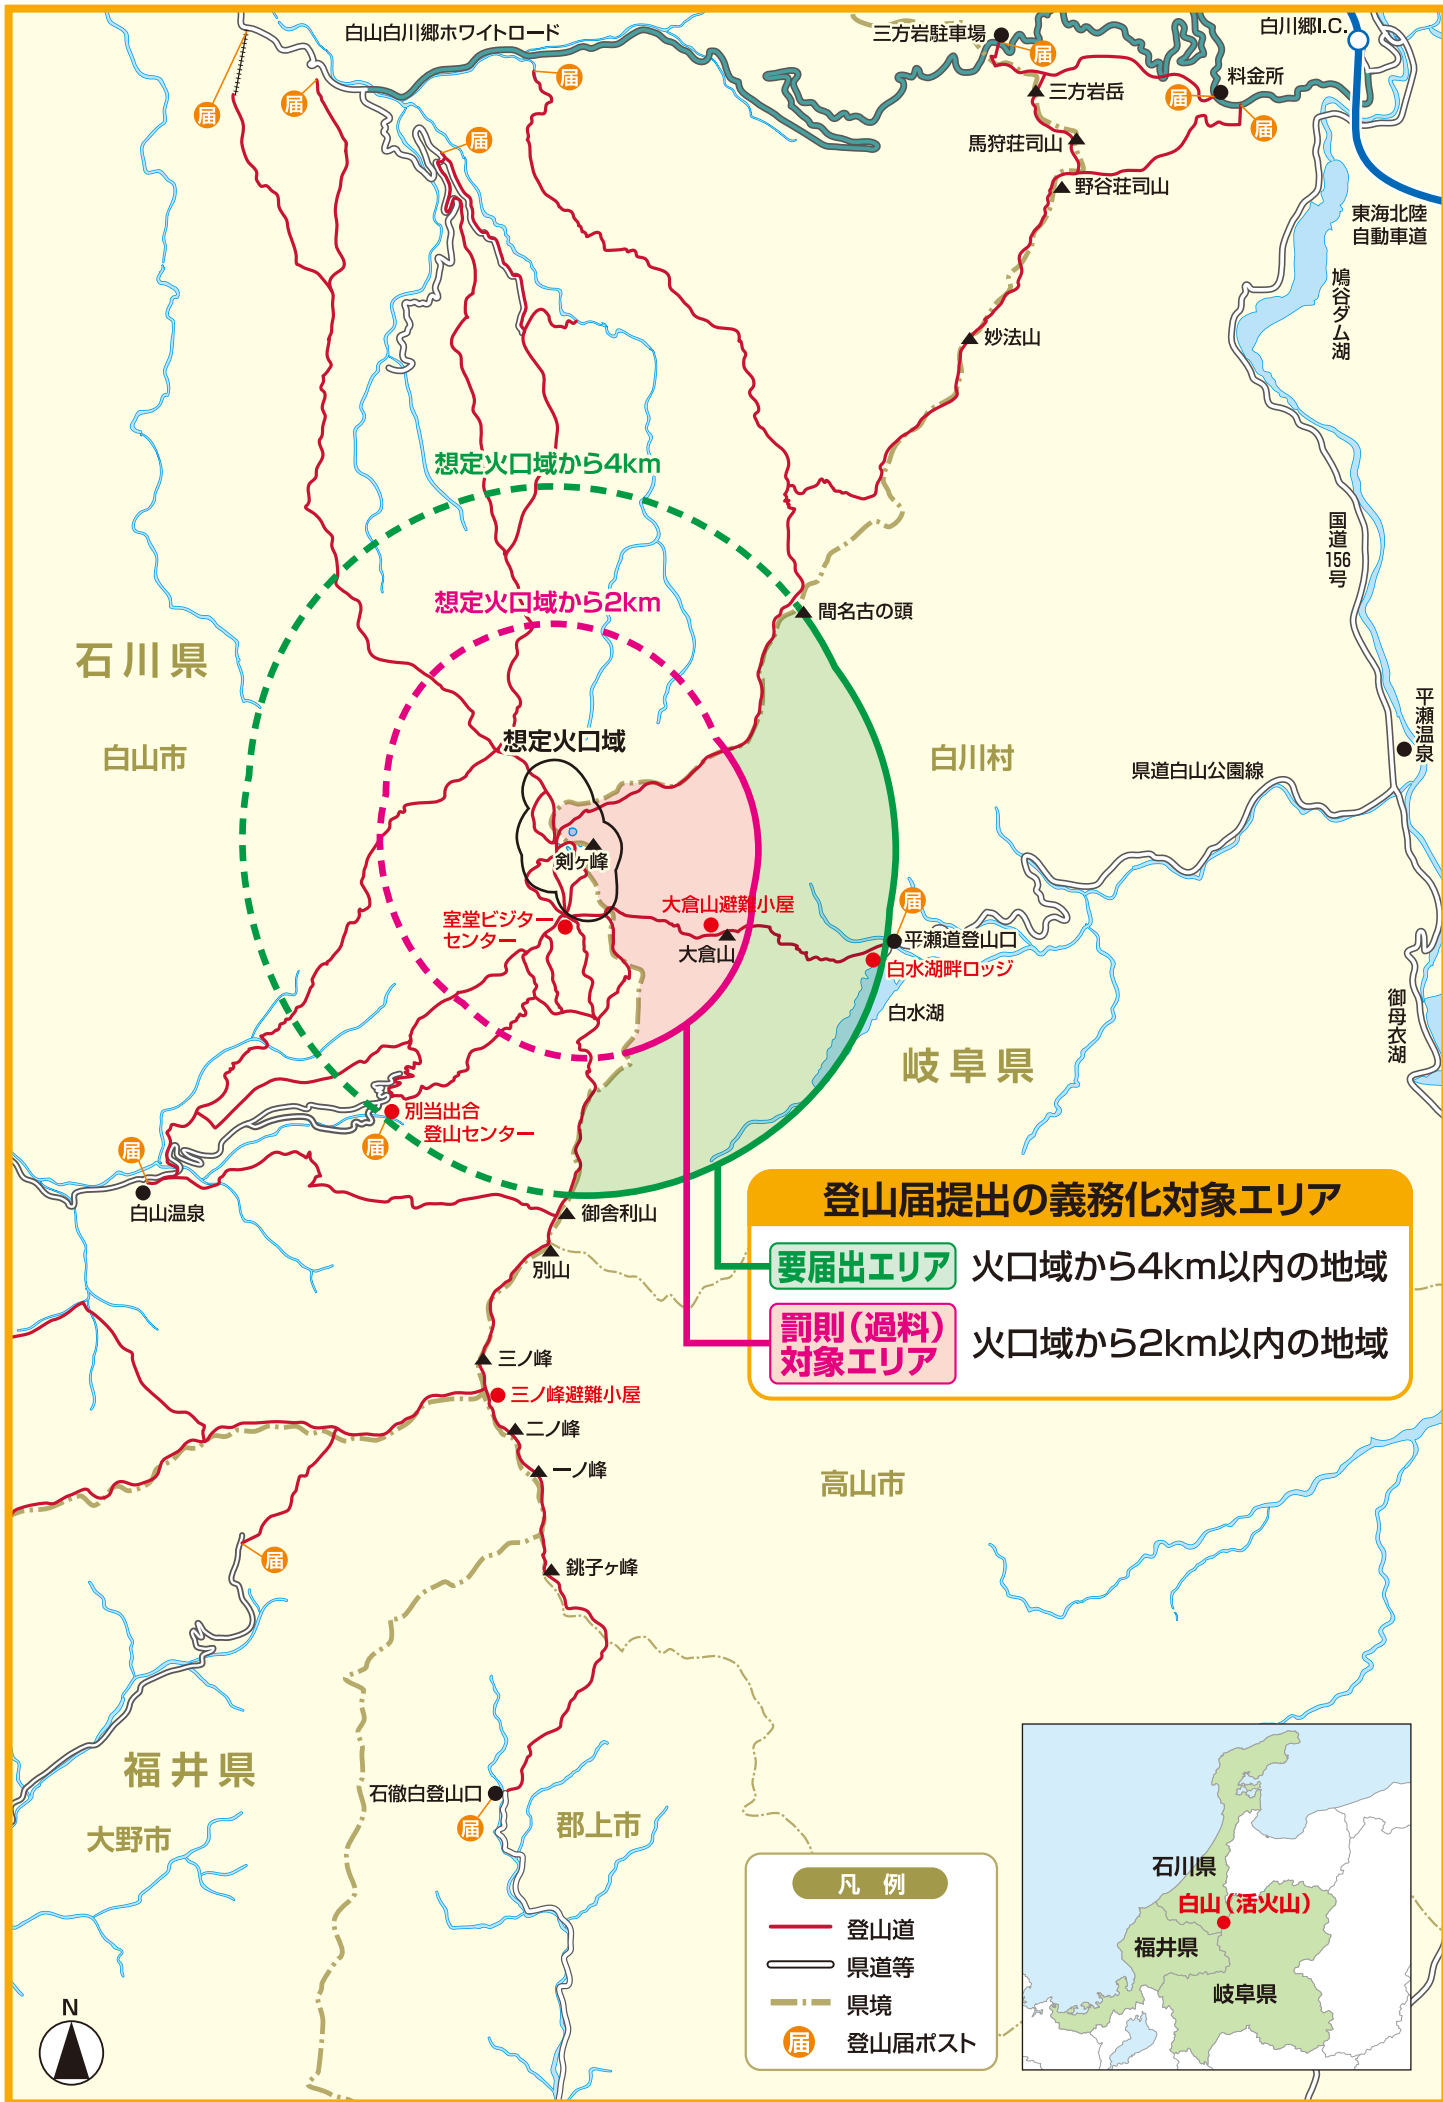 白山白川郷ホワイトロード
三方岩駐車場
届
白川郷I.C.
届
届
届
三方岩岳
届
料金所
届
届
馬狩荘司山
野谷荘司山
東海北陸
自動車道
鳩谷ダム湖
妙法山
想定火口域から4km
国道156号
想定火口域から2km
間名古の頭
石川県
白山市
想定火口域
白川村
平瀬温泉
県道白山公園線
剣ヶ峰
大倉山避難小屋
届
室堂ビジター
センター
大倉山
平瀬道登山口
白水湖畔ロッジ
白水湖
御母衣湖
岐阜県
別当出合
登山センター
届
届
白山温泉
御舎利山
別山
登山届提出の義務化対象エリア
要届出エリア 火口域から4km以内の地域
罰則(過料)
対象エリア
火口域から2km以内の地域
三ノ峰
三ノ峰避難小屋
二ノ峰
一ノ峰
高山市
届
銚子ヶ峰
福井県
大野市
石徹白登山口
届
郡上市
凡 例
登山道
県道等
県境
届 登山届ポスト
石川県
白山(活火山)
福井県
岐阜県
N